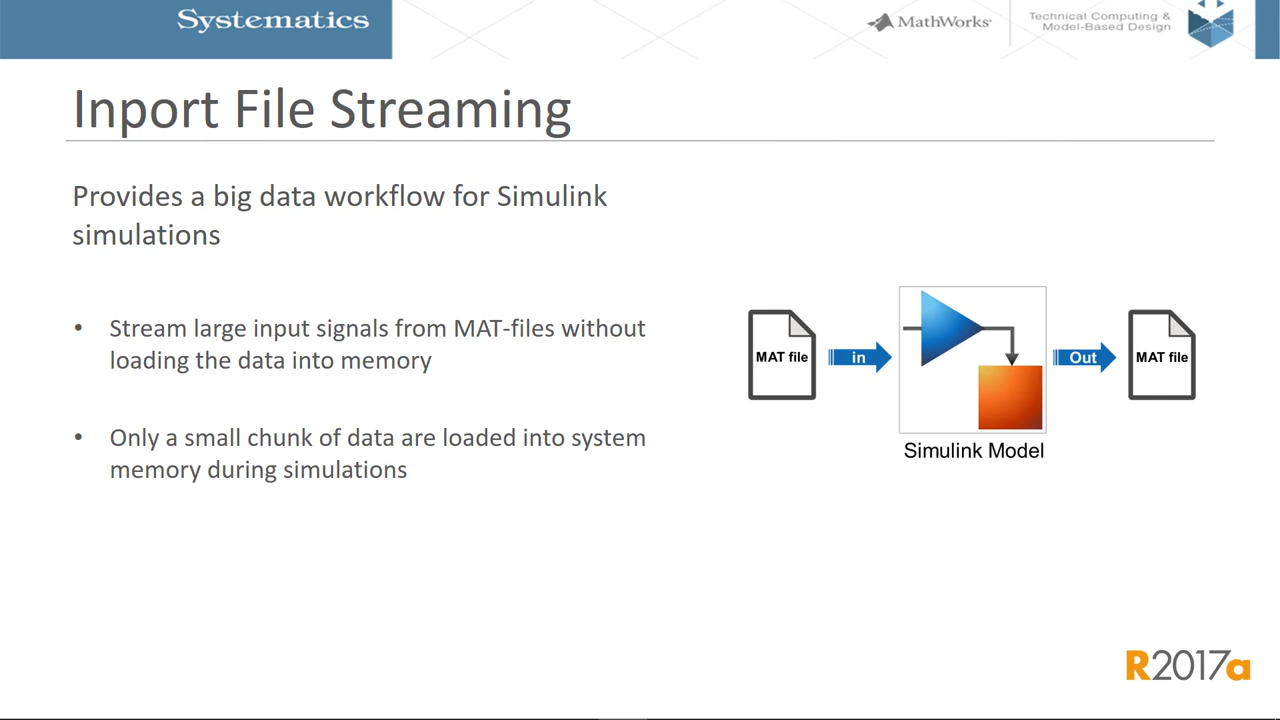 Systematics
MathWorks®
Technical Computing &
Model-Based Design
Inport File Streaming
Provides a big data workflow for Simulink
simulations
• Stream large input signals from MAT-files without
loading the data into memory
• Only a small chunk of data are loaded into system
memory during simulations
MAT file
in
Out
MAT file
Simulink Model
R2017a